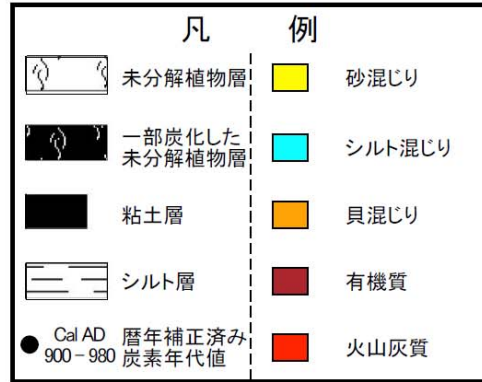 凡 例
未分解植物層
一部炭化した
未分解植物層
粘土層
シルト層
Cal AD
900-980
暦年補正済み
炭素年代値
砂混じり
シルト混じり
貝混じり
有機質
火山灰質